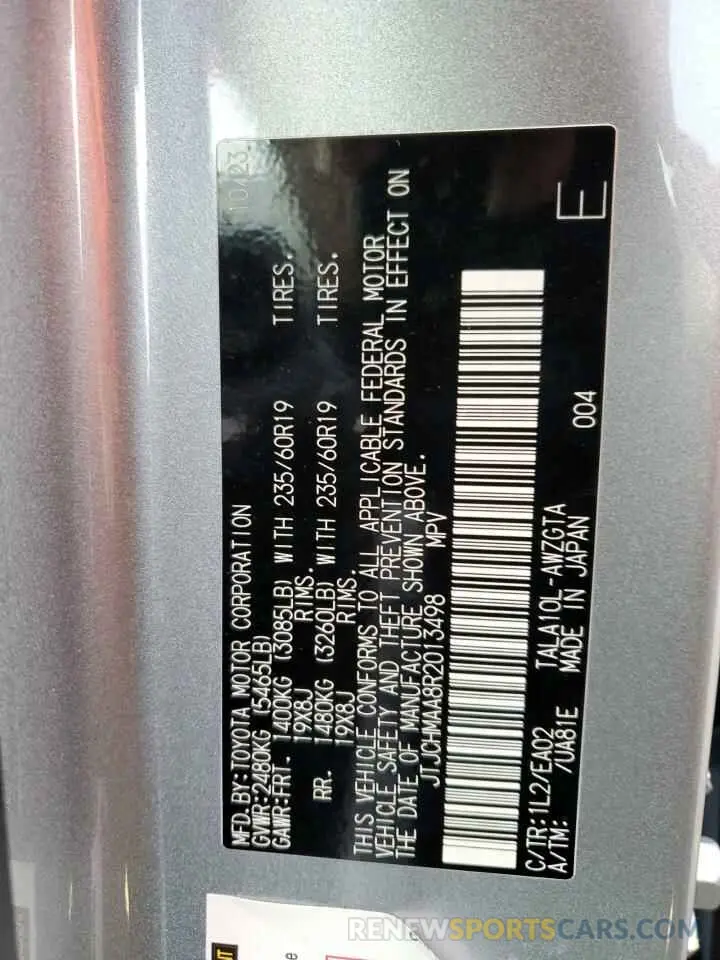 10/23
MFD. BY: TOYOTA MOTOR CORPORATION
GVWR: 2480KG (5465LB)
GAWR: FRT. 1400KG (3085LB) WITH 235/60R19 TIRES.
19X8J RIMS.
RR. 1480KG (3260LB) WITH 235/60R19 TIRES.
19X8J RIMS.
THIS VEHICLE CONFORMS TO ALL APPLICABLE FEDERAL MOTOR
VEHICLE SAFETY AND THEFT PREVENTION STANDARDS IN EFFECT ON
THE DATE OF MANUFACTURE SHOWN ABOVE.
JTJCHMAA8R2013498 MPV
C/TR: 1L2/EA02 TALA10L-AWZGTA
A/TM: /UA81E MADE IN JAPAN
004
E
RENEWSPORTSCARS.COM